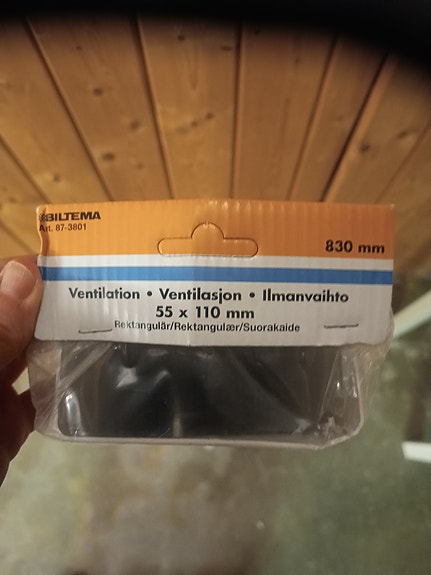 BILTEMA
Art. 87-3801
830 mm
Ventilation • Ventilasjon • Ilmanvaihto
55 x 110 mm
Rektangulär/Rektangulær/Suorakaide